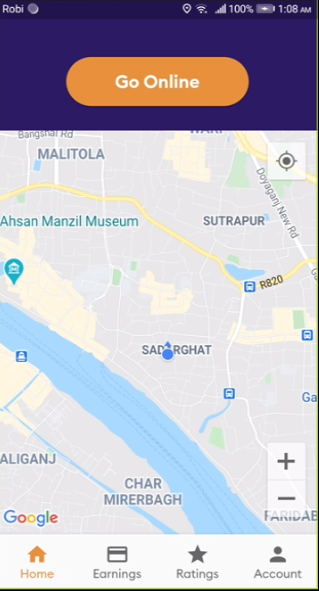 Robi
100%
1:08 AM
Go Online
Bangshal Rd
WARI
MALITOLA
Doyaganj New Rd
Ahsan Manzil Museum
SUTRAPUR
R820
SADARGHAT
Ga
ALIGANJ
CHAR
MIRERBAGH
+
−
Google
FARIDAB
Home
Earnings
Ratings
Account